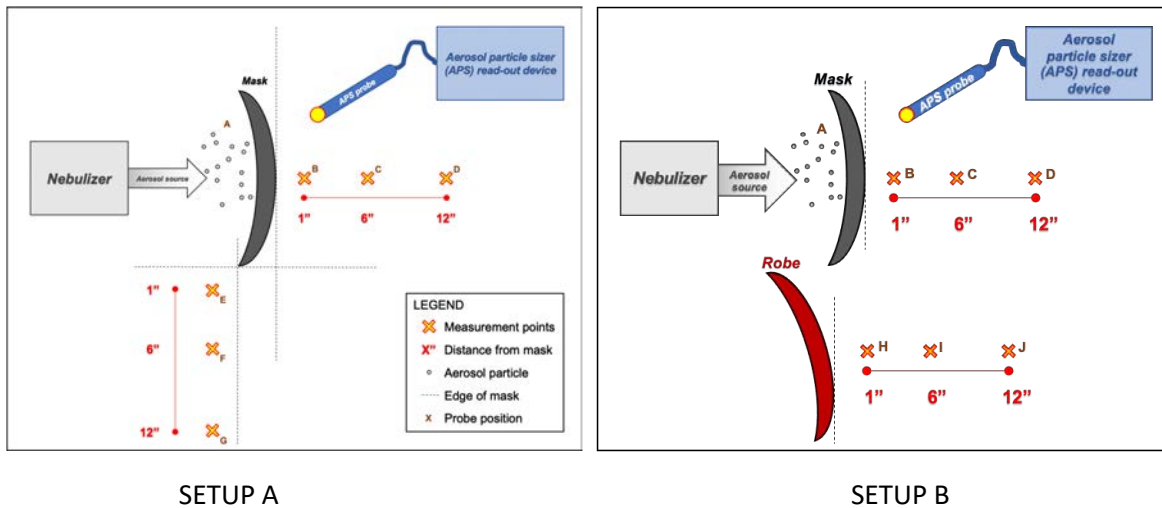 Aerosol particle sizer
(APS) read-out device
Mask
APS probe
A
Nebulizer
Aerosol source
B
C
D
1”
6”
12”
1”
E
6”
F
12”
G
LEGEND
Measurement points
X” Distance from mask
Aerosol particle
Edge of mask
x Probe position
SETUP A
Aerosol
particle sizer
(APS) read-out
device
Mask
APS probe
A
Nebulizer
Aerosol
source
B
C
D
1”
6”
12”
Robe
H
I
J
1”
6”
12”
SETUP B